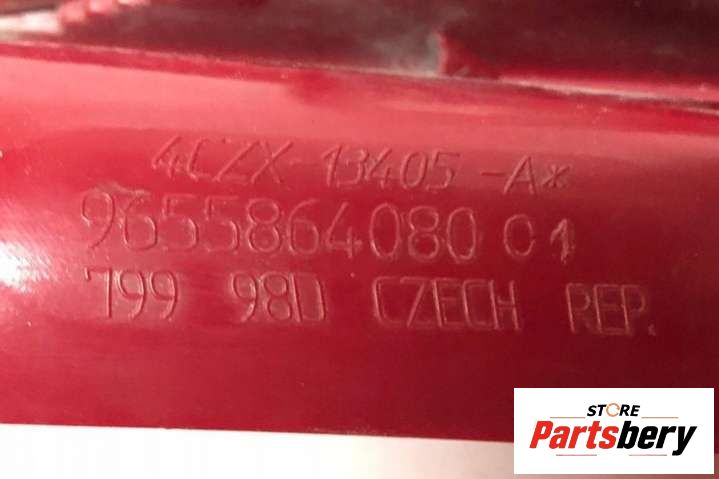 4CZX-13405-A*
9655864080 01
799 98D CZECH REP.
STORE
Partsbery